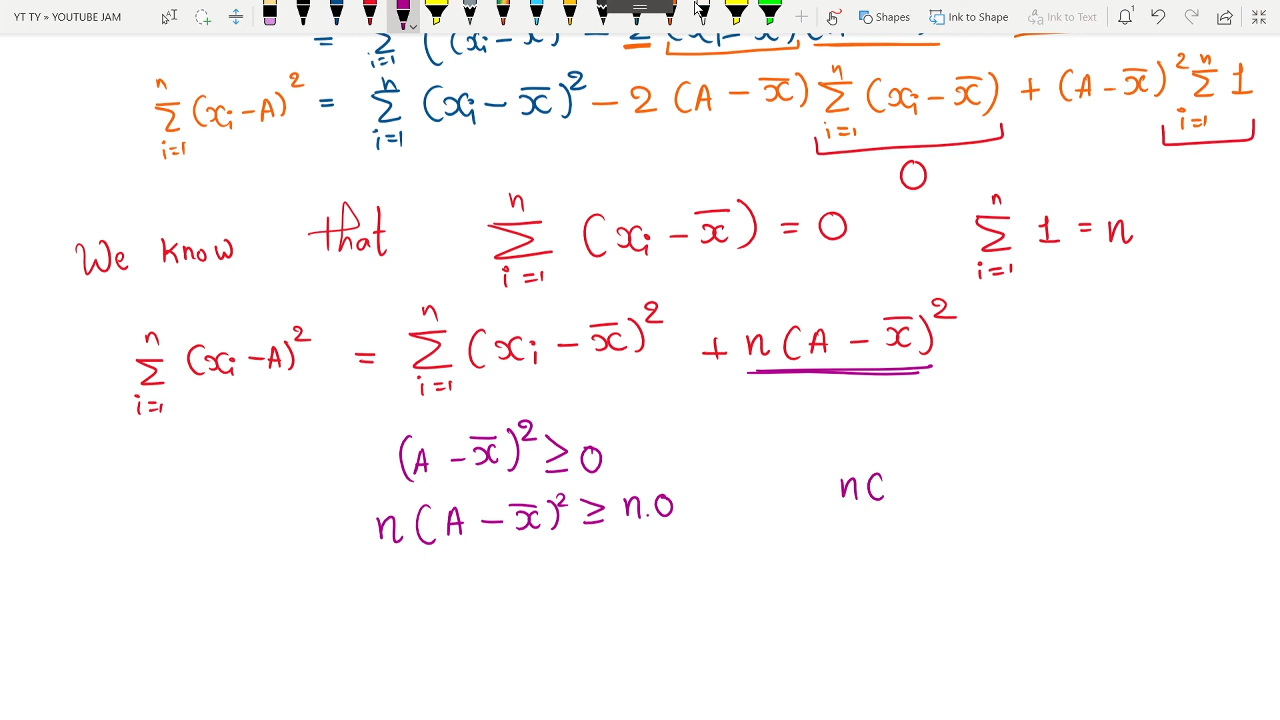 YT TY » YOUTUBE JAM Shapes Ink to Shape Ink to Text
n∑i=1 (xi – A)² = n∑i=1 (xi – x̄)² – 2 (A – x̄) n∑i=1 (xi – x̄) + (A – x̄)² n∑i=1 1
0
We know that n∑i=1 (xi – x̄) = 0 n∑i=1 1 = n
n∑i=1 (xi – A)² = n∑i=1 (xi – x̄)² + n(A – x̄)²
(A – x̄)² ≥ 0
n(A – x̄)² ≥ n.0 n(